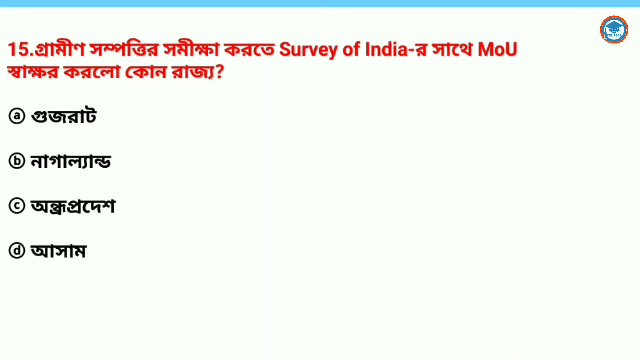 15.গ্রামীণ সম্পত্তির সমীক্ষা করতে Survey of India-র সাথে MoU
স্বাক্ষর করলো কোন রাজ্য?
ⓐ গুজরাট
ⓑ নাগাল্যান্ড
ⓒ অন্ধ্রপ্রদেশ
ⓓ আসাম